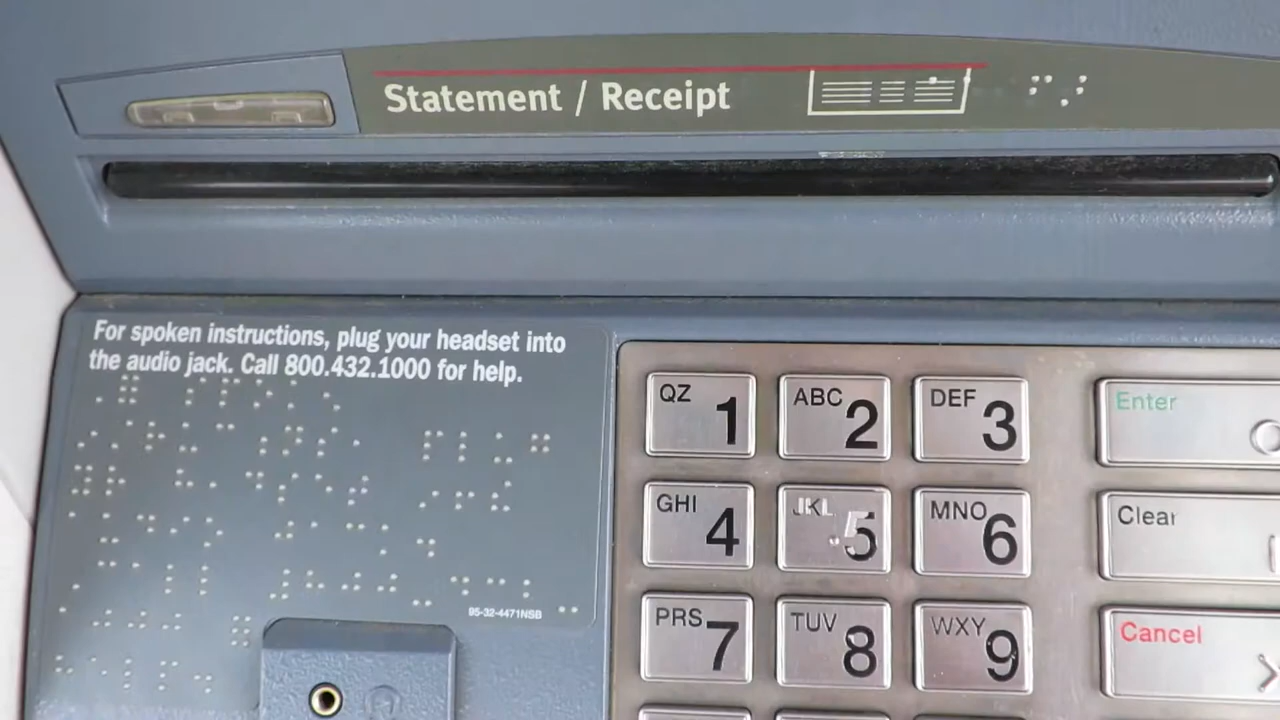 Statement / Receipt
For spoken instructions, plug your headset into
the audio jack. Call 800.432.1000 for help.
95-32-4471NSB
QZ 1 ABC 2 DEF 3 Enter
GHI 4 JKL 5 MNO 6 Clear
PRS 7 TUV 8 WXY 9 Cancel